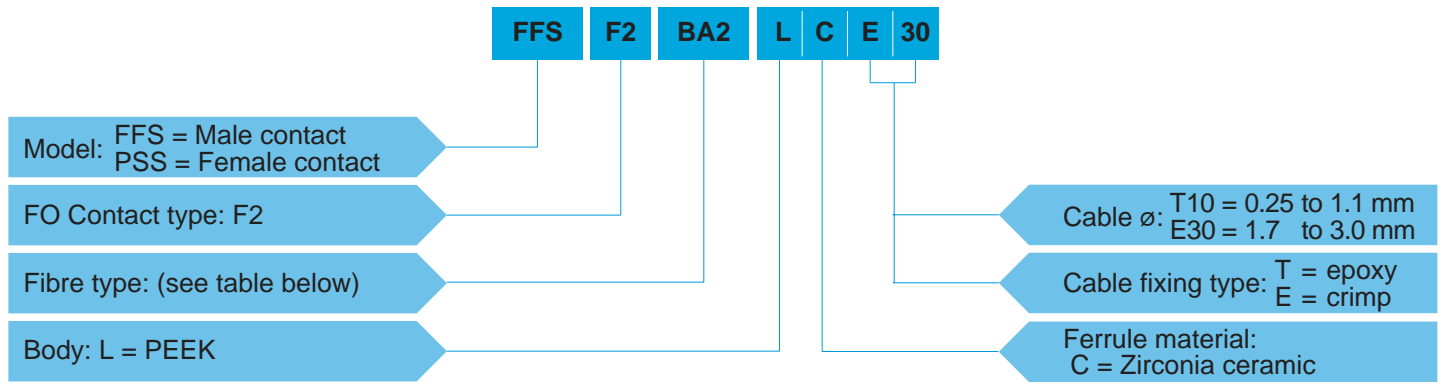 FFS F2 BA2 L C E 30
Model: FFS = Male contact
PSS = Female contact
FO Contact type: F2
Fibre type: (see table below)
Body: L = PEEK
Cable ø: T10 = 0.25 to 1.1 mm
E30 = 1.7 to 3.0 mm
Cable fixing type: T = epoxy
E = crimp
Ferrule material:
C = Zirconia ceramic